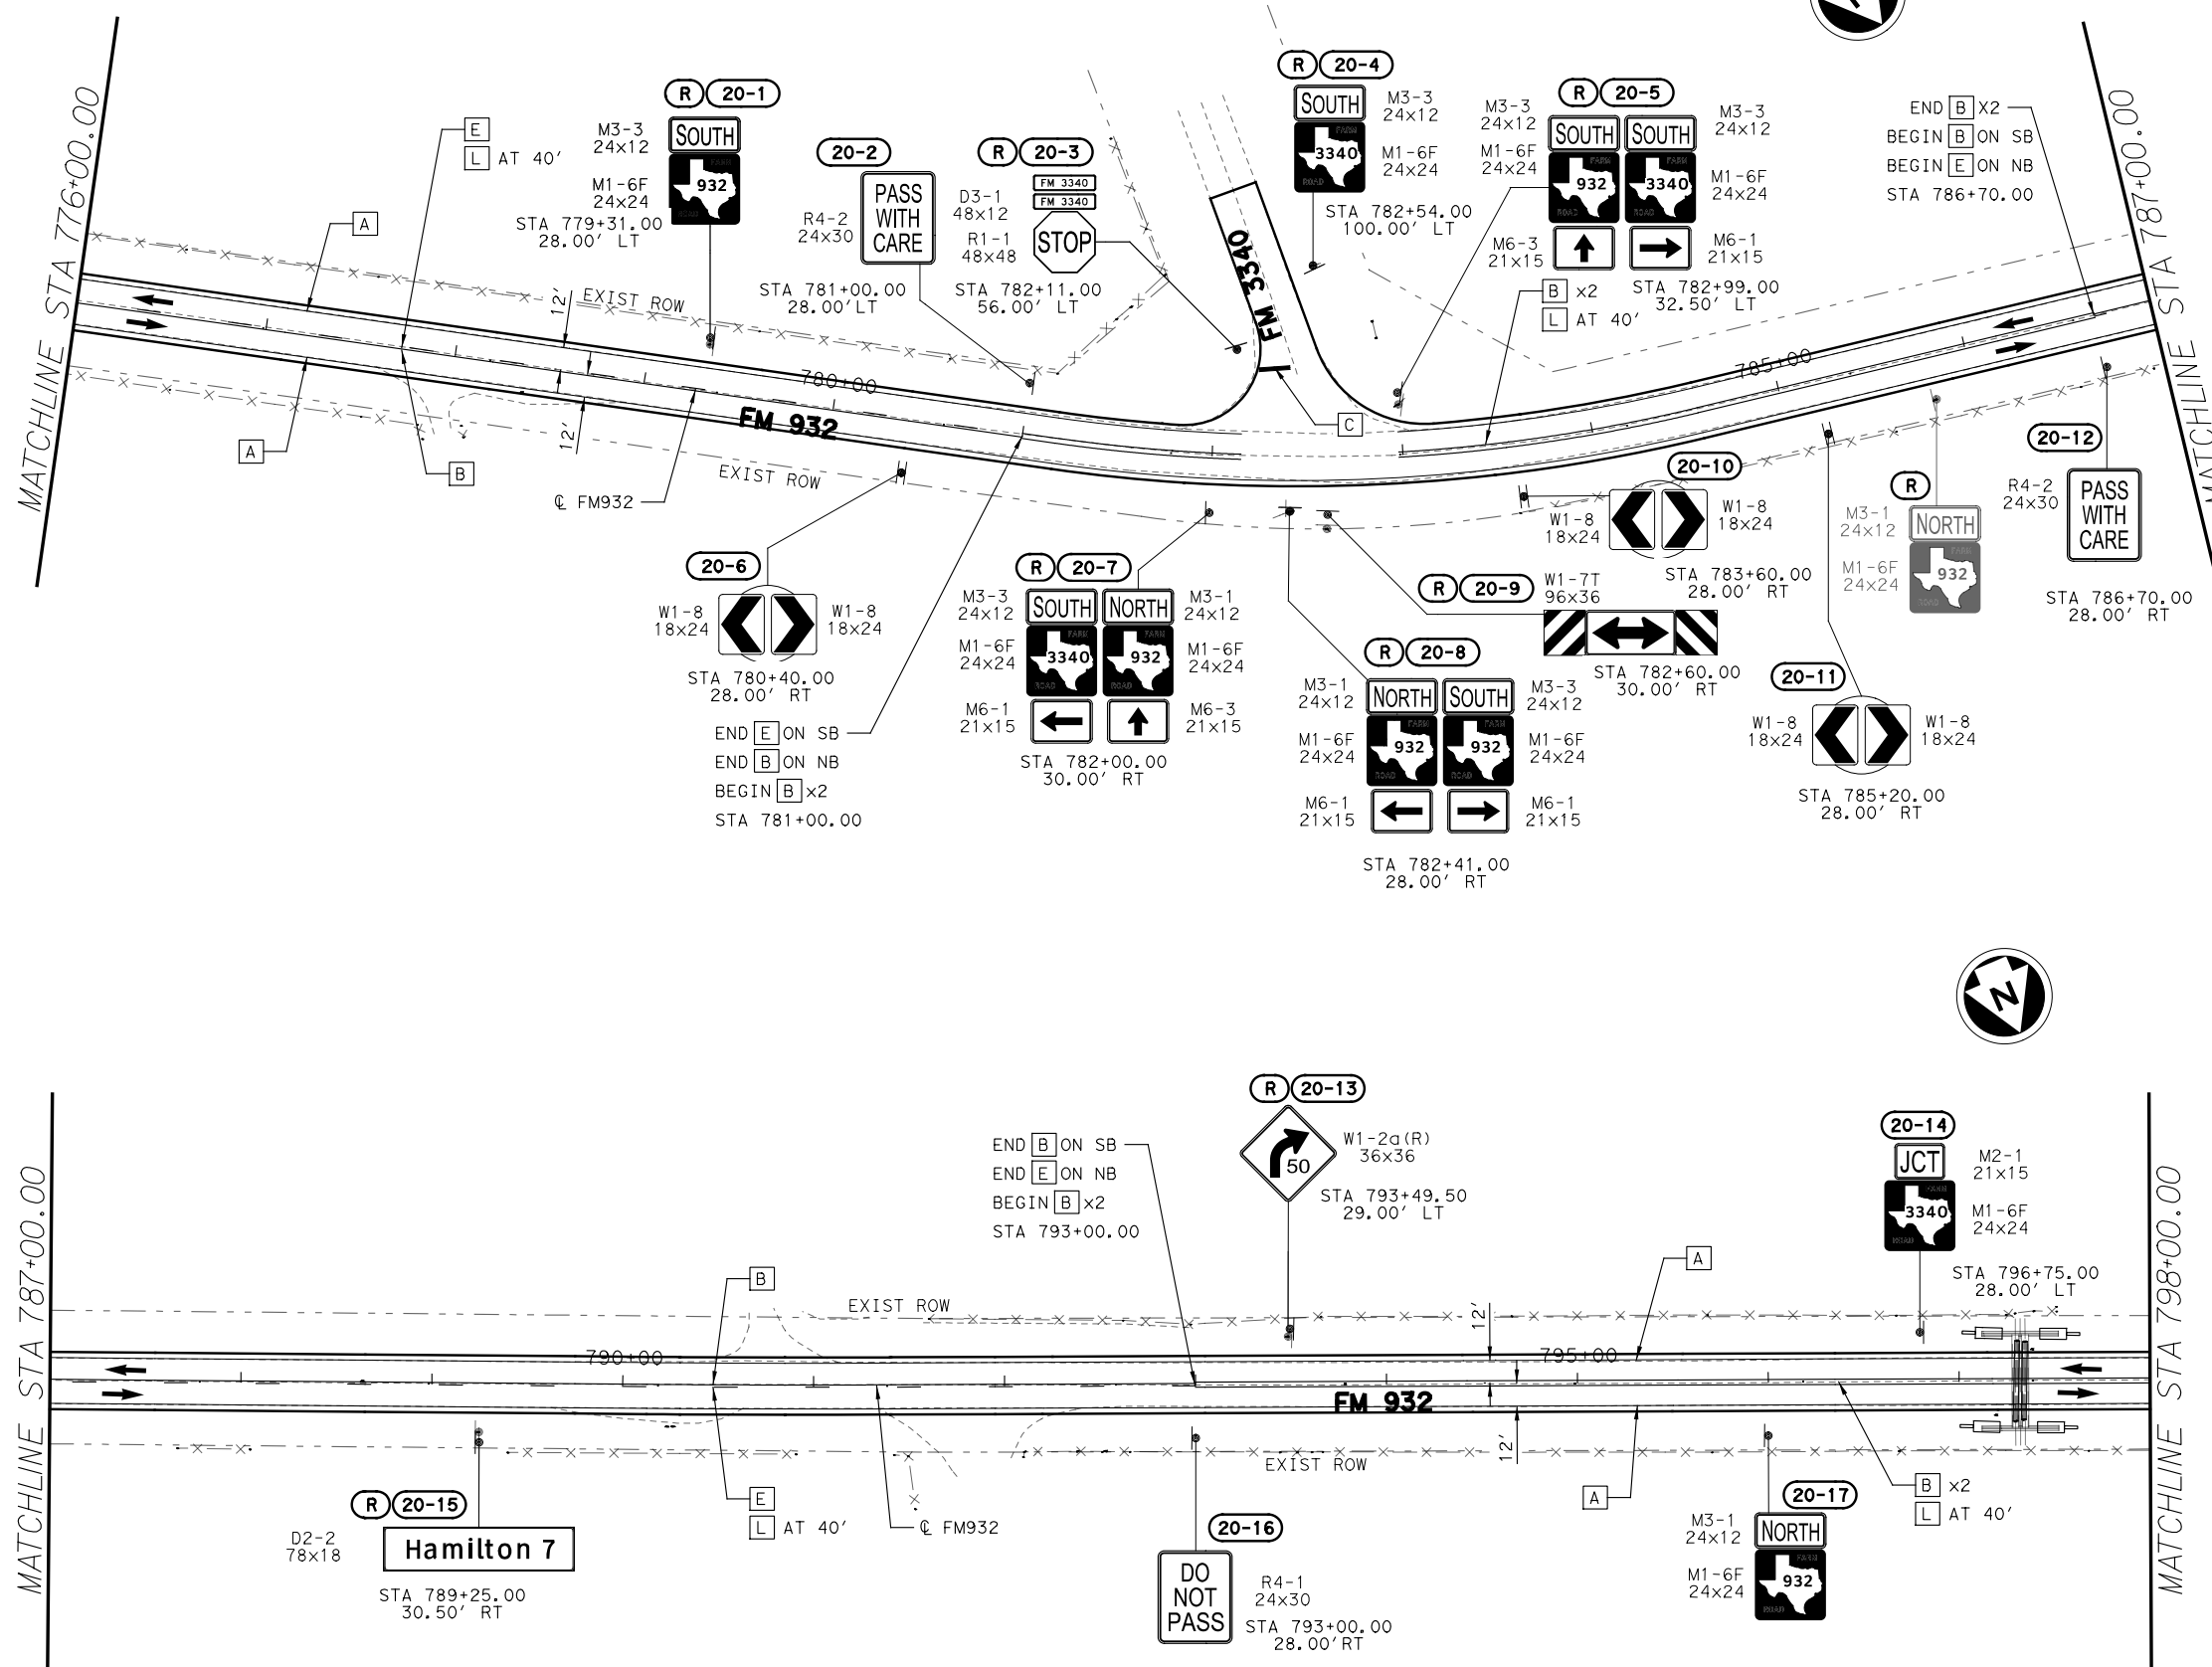 MATCHLINE STA 776+00.00
E
L AT 40'
A
A
B
12'
12'
EXIST ROW
℄ FM932
R 20-1
M3-3
24x12
SOUTH
M1-6F
24x24
932
STA 779+31.00
28.00' LT
20-2
R4-2
24x30
PASS
WITH
CARE
STA 781+00.00
28.00'LT
R 20-3
D3-1
48x12
FM 3340
FM 3340
R1-1
48x48
STOP
STA 782+11.00
56.00' LT
R 20-4
SOUTH
M3-3
24x12
FARM
3340
ROAD
M1-6F
24x24
STA 782+54.00
100.00' LT
R 20-5
M3-3
24x12
SOUTH SOUTH
M3-3
24x12
M1-6F
24x24
932
ROAD
FARM
3340
ROAD
M1-6F
24x24
M6-3
21x15
M6-1
21x15
STA 782+99.00
32.50' LT
B x2
L AT 40'
END B X2
BEGIN B ON SB
BEGIN E ON NB
STA 786+70.00
MATCHLINE STA 787+00.00
FM 3340
C
780+00
FM 932
785+00
EXIST ROW
20-6
W1-8
18x24
W1-8
18x24
STA 780+40.00
28.00' RT
END E ON SB
END B ON NB
BEGIN B x2
STA 781+00.00
R 20-7
M3-3
24x12
SOUTH NORTH
M3-1
24x12
M1-6F
24x24
3340
ROAD
FARM
932
ROAD
M1-6F
24x24
M6-1
21x15
M6-3
21x15
STA 782+00.00
30.00' RT
R 20-8
M3-1
24x12
NORTH SOUTH
M3-3
24x12
M1-6F
24x24
FARM
932
ROAD
FARM
932
ROAD
M1-6F
24x24
M6-1
21x15
M6-1
21x15
STA 782+41.00
28.00' RT
R 20-9
W1-7T
96x36
STA 782+60.00
30.00' RT
20-10
W1-8
18x24
W1-8
18x24
STA 783+60.00
28.00' RT
20-11
W1-8
18x24
W1-8
18x24
STA 785+20.00
28.00' RT
R
M3-1
24x12
NORTH
M1-6F
24x24
FARM
932
ROAD
20-12
R4-2
24x30
PASS
WITH
CARE
STA 786+70.00
28.00' RT
N
MATCHLINE STA 787+00.00
END B ON SB
END E ON NB
BEGIN B x2
STA 793+00.00
R 20-13
50
W1-2a(R)
36x36
STA 793+49.50
29.00' LT
20-14
JCT
M2-1
21x15
FARM
3340
ROAD
M1-6F
24x24
STA 796+75.00
28.00' LT
A
B
EXIST ROW
12'
790+00
795+00
FM 932
12'
EXIST ROW
E
L AT 40'
℄ FM932
R 20-15
D2-2
78x18
Hamilton 7
STA 789+25.00
30.50' RT
20-16
DO
NOT
PASS
R4-1
24x30
STA 793+00.00
28.00'RT
A
20-17
M3-1
24x12
NORTH
M1-6F
24x24
FARM
932
ROAD
B x2
L AT 40'
MATCHLINE STA 798+00.00